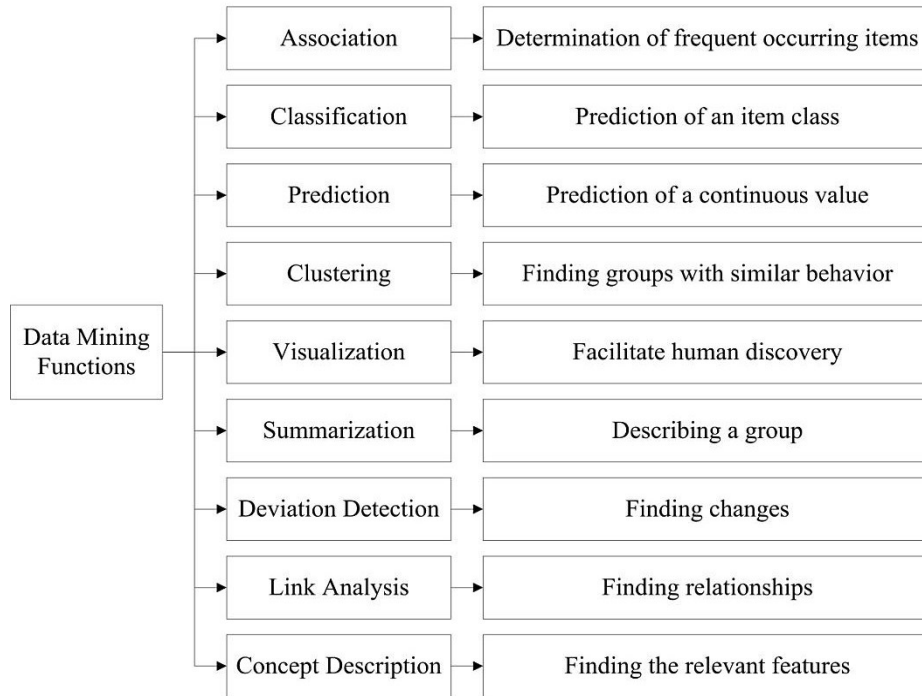 Data Mining
Functions
Association
Determination of frequent occurring items
Classification
Prediction of an item class
Prediction
Prediction of a continuous value
Clustering
Finding groups with similar behavior
Visualization
Facilitate human discovery
Summarization
Describing a group
Deviation Detection
Finding changes
Link Analysis
Finding relationships
Concept Description
Finding the relevant features